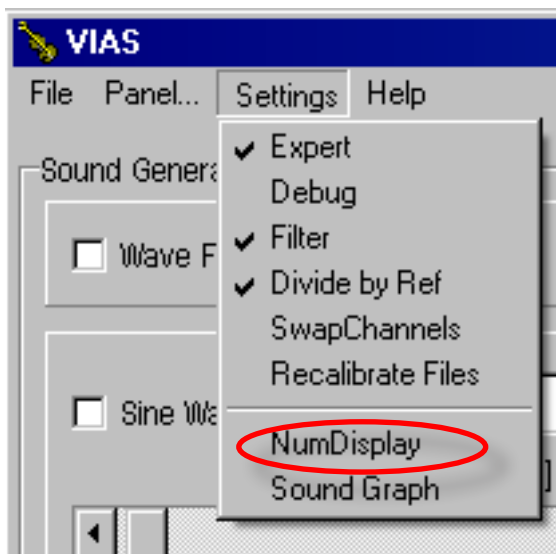 VIAS
File Panel... Settings Help
Expert
Sound Genera
Debug
Wave F
Filter
Divide by Ref
SwapChannels
Recalibrate Files
Sine Wa
NumDisplay
Sound Graph
]